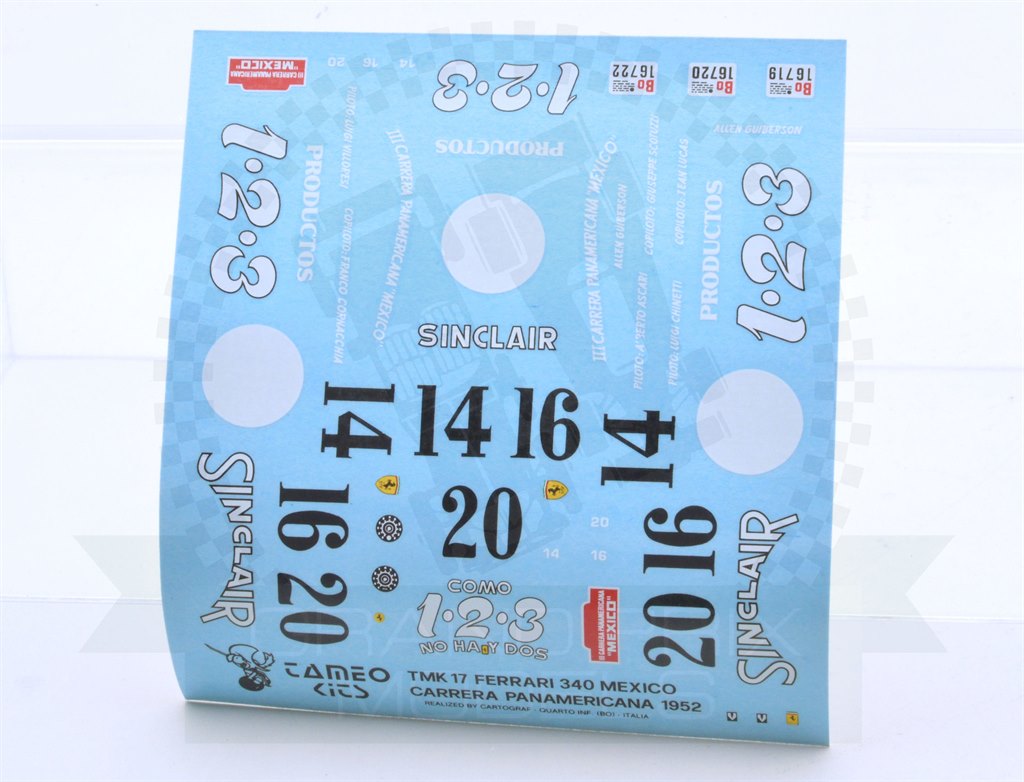 III CARRERA PANAMERICANA
"MEXICO"
20 16 14
1·2·3
Bo
16722
Bo
16720
Bo
16719
ALLEN GUIBERSON
1·2·3
PRODUCTOS
PILOTO: LUIGI VILLORESI
COPILOTO: FRANCO CORNACCHIA
III CARRERA PANAMERICANA "MEXICO"
PRODUCTOS
III CARRERA PANAMERICANA "MEXICO"
ALLEN GUIBERSON
COPILOTO: GIUSEPPE SCOTUZZI
COPILOTO: JEAN LUCAS
PILOTO: ALBERTO ASCARI
PILOTO: LUIGI CHINETTI
PRODUCTOS
1·2·3
SINCLAIR
14
14 16
14
SINCLAIR
16
20
20
14
20
16
16
20
SINCLAIR
COMO
1·2·3
NO HAY DOS
III CARRERA PANAMERICANA
"MEXICO"
TAMEO
KITS
TMK 17 FERRARI 340 MEXICO
CARRERA PANAMERICANA 1952
REALIZED BY CARTOGRAF - QUARTO INF. (BO) - ITALIA